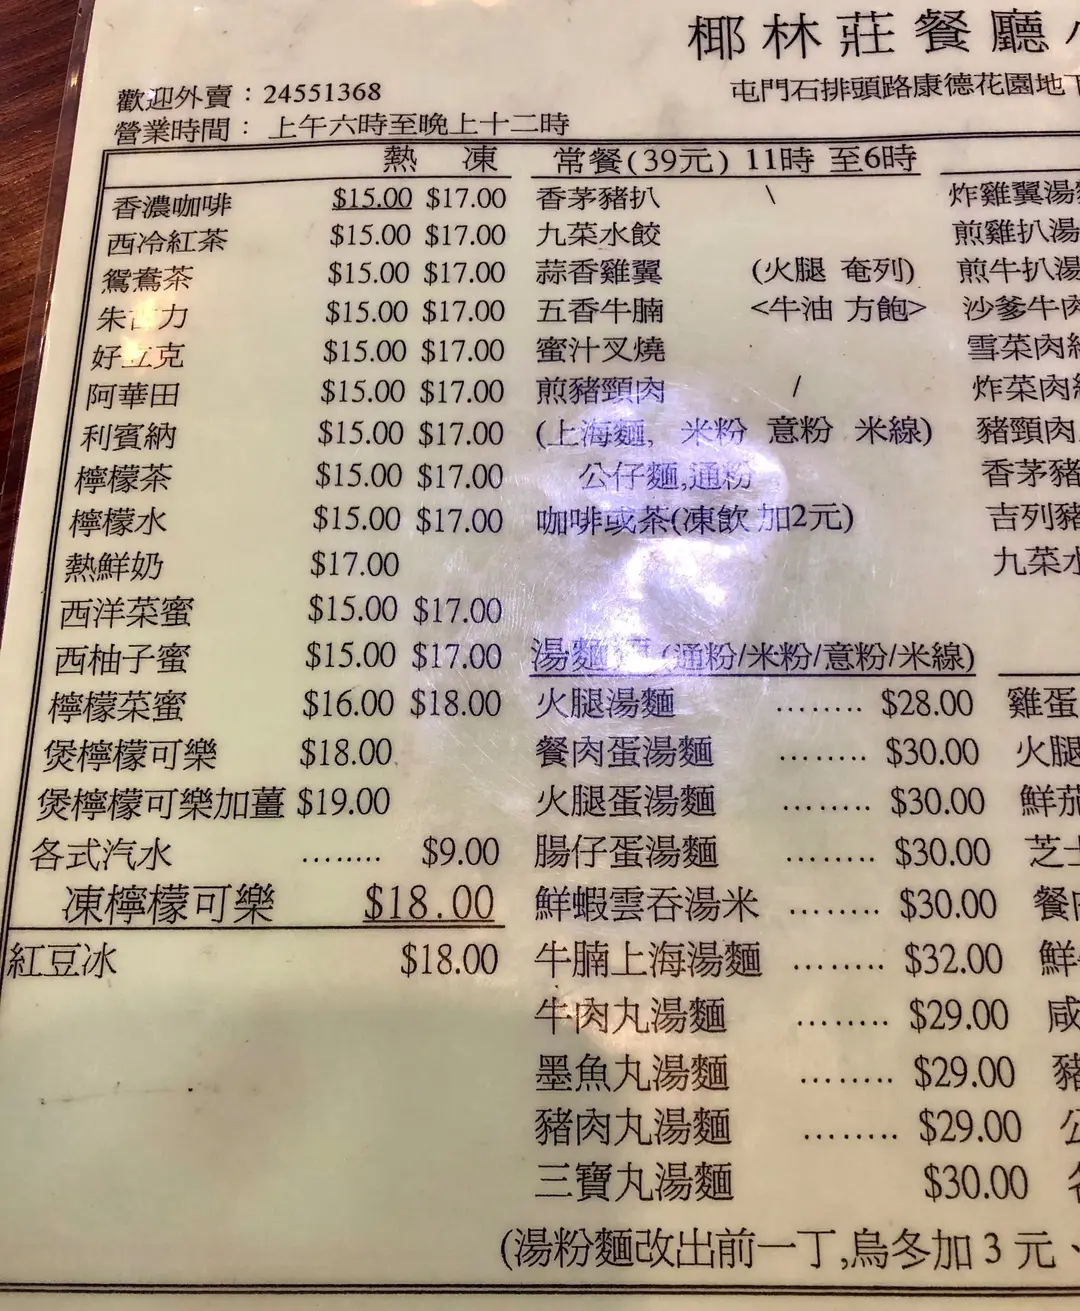 椰林莊餐廳
歡迎外賣：24551368
屯門石排頭路康德花園地下
營業時間： 上午六時至晚上十二時
熱 凍
香濃咖啡 $15.00 $17.00
西冷紅茶 $15.00 $17.00
鴛鴦茶 $15.00 $17.00
朱古力 $15.00 $17.00
好立克 $15.00 $17.00
阿華田 $15.00 $17.00
利賓納 $15.00 $17.00
檸檬茶 $15.00 $17.00
檸檬水 $15.00 $17.00
熱鮮奶 $17.00
西洋菜蜜 $15.00 $17.00
西柚子蜜 $15.00 $17.00
檸檬菜蜜 $16.00 $18.00
煲檸檬可樂 $18.00
煲檸檬可樂加薑 $19.00
各式汽水 ........ $9.00
凍檸檬可樂 $18.00
紅豆冰 $18.00
常餐(39元) 11時 至6時
香茅豬扒 \
九菜水餃
蒜香雞翼 (火腿 奄列)
五香牛腩 <牛油 方飽>
蜜汁叉燒
煎豬頸肉 /
(上海麵, 米粉 意粉 米線)
公仔麵,通粉
咖啡或茶(凍飲 加2元)
湯麵 (通粉/米粉/意粉/米線)
火腿湯麵 ........ $28.00
餐肉蛋湯麵 ........ $30.00
火腿蛋湯麵 ........ $30.00
腸仔蛋湯麵 ........ $30.00
鮮蝦雲吞湯米 ........ $30.00
牛腩上海湯麵 ........ $32.00
牛肉丸湯麵 ........ $29.00
墨魚丸湯麵 ........ $29.00
豬肉丸湯麵 ........ $29.00
三寶丸湯麵 $30.00
炸雞翼湯
煎雞扒湯
煎牛扒湯
沙爹牛肉
雪菜肉
炸菜肉
豬頸肉
香茅豬
吉列豬
九菜水
雞蛋
火腿
鮮茄
芝士
餐肉
鮮
咸
豬
公
(湯粉麵改出前一丁,烏冬加 3 元、